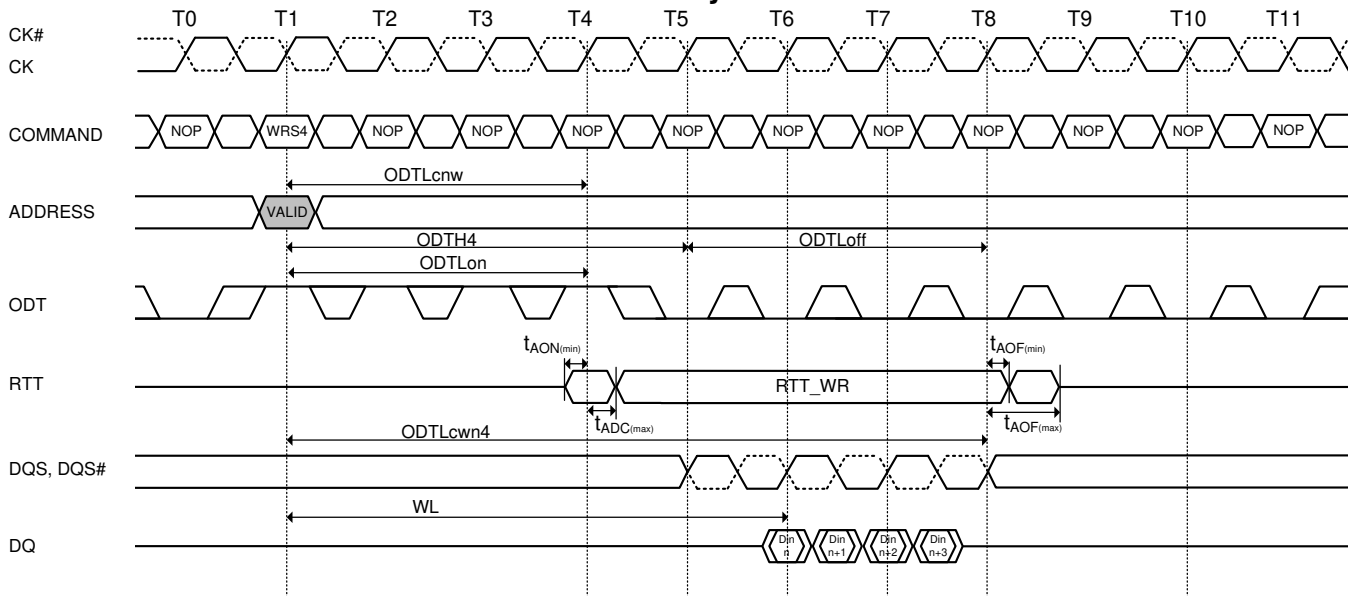 T0 T1 T2 T3 T4 T5 T6 T7 T8 T9 T10 T11
CK#
CK
COMMAND NOP WRS4 NOP NOP NOP NOP NOP NOP NOP NOP NOP NOP
ODTLcnw
ADDRESS VALID
ODTH4 ODTLoff
ODTLon
ODT
tAON(min) tAOF(min)
RTT RTT_WR
tADC(max) tAOF(max)
ODTLcwn4
DQS, DQS#
WL
DQ Din n Din n+1 Din n+2 Din n+3